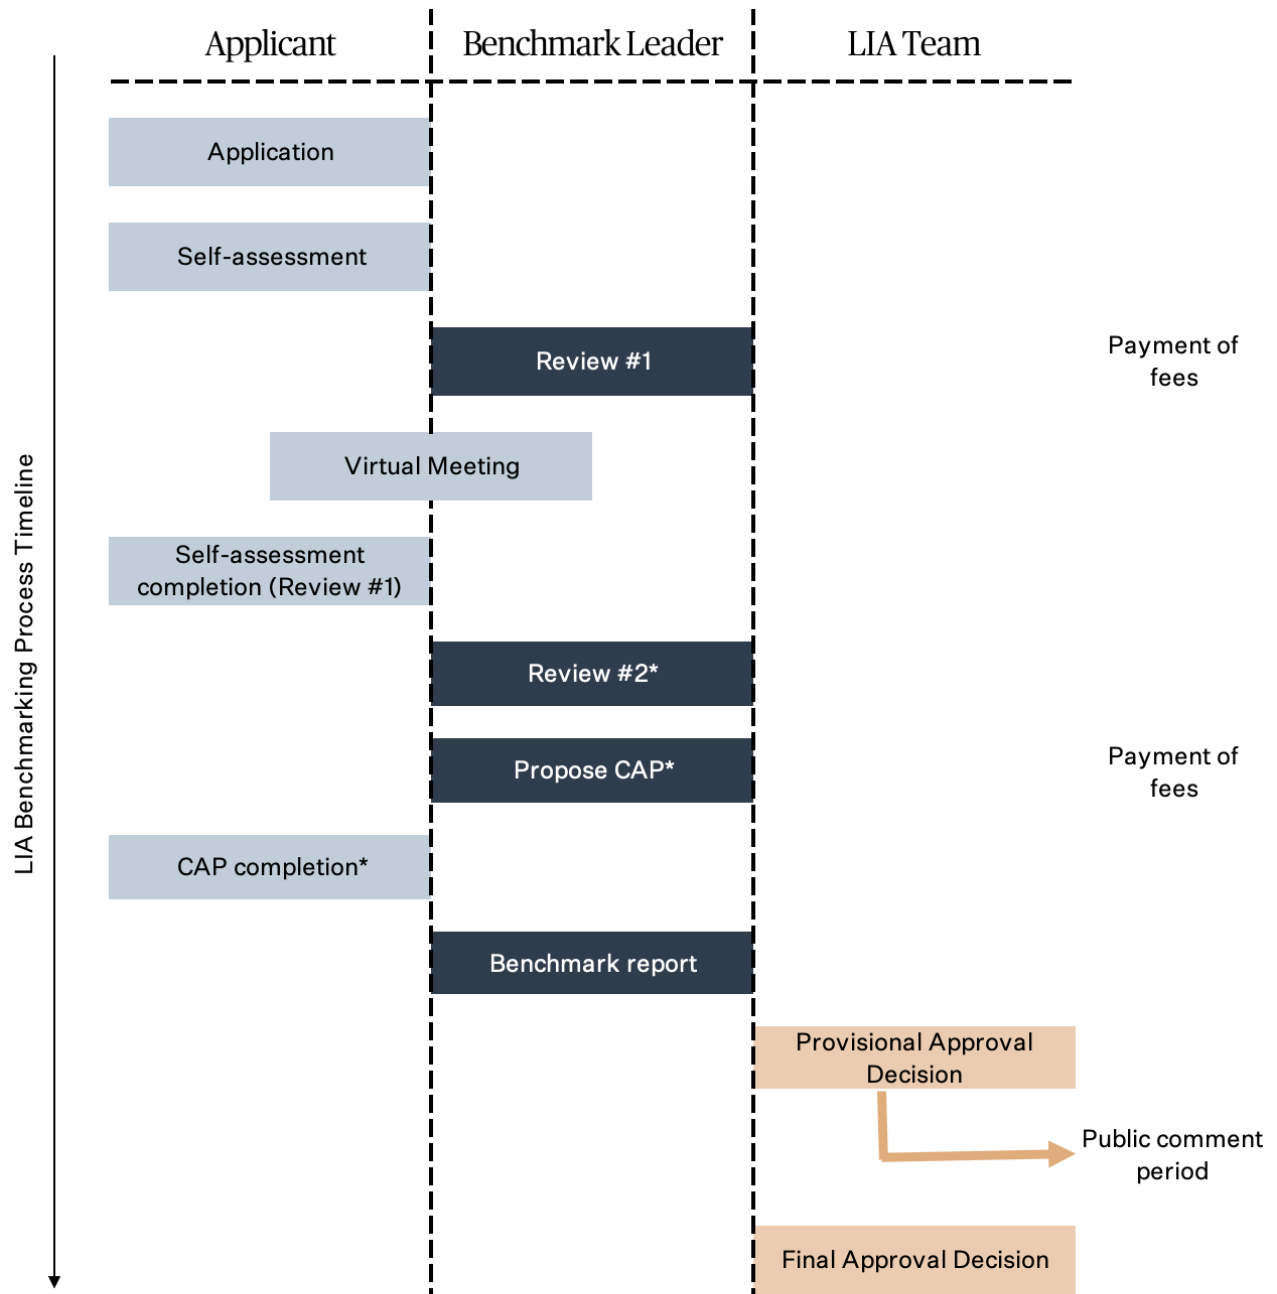 Applicant
Benchmark Leader
LIA Team
Application
Self-assessment
Review #1
Payment of
fees
Virtual Meeting
Self-assessment
completion (Review #1)
LIA Benchmarking Process Timeline
Review #2*
Propose CAP*
Payment of
fees
CAP completion*
Benchmark report
Provisional Approval
Decision
Public comment
period
Final Approval Decision